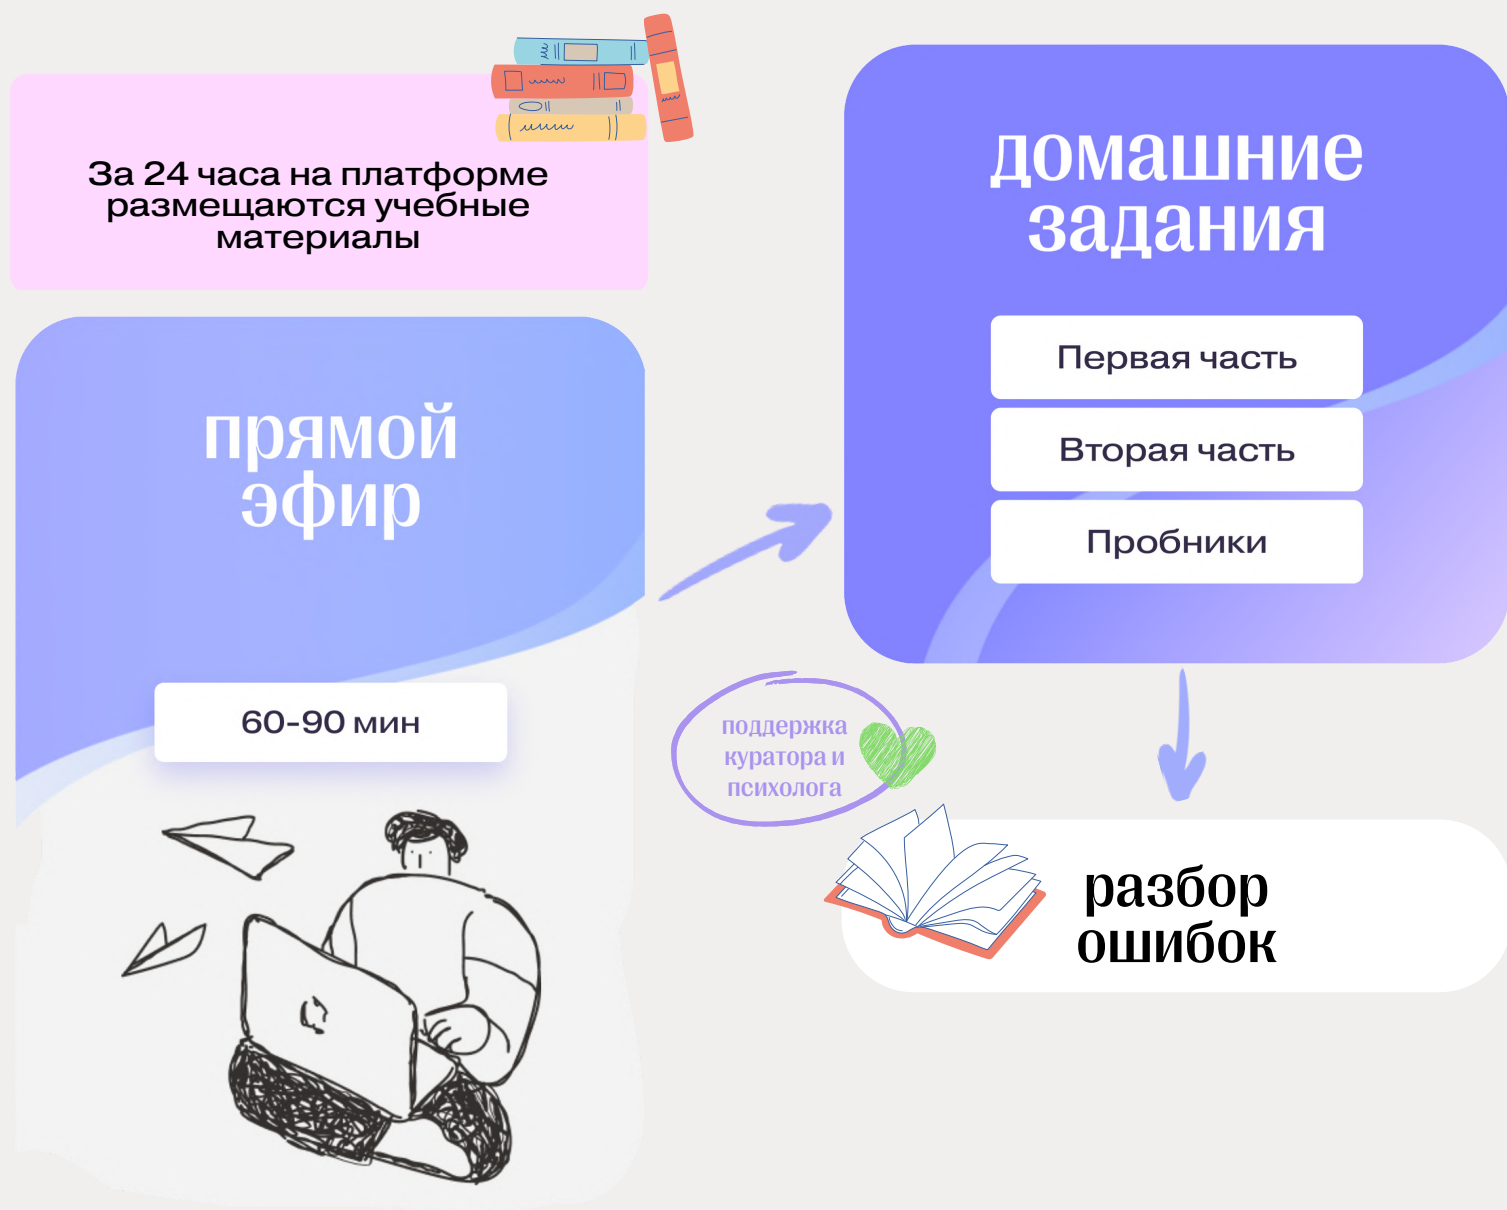 За 24 часа на платформе
размещаются учебные
материалы
прямой
эфир
60-90 мин
домашние
задания
Первая часть
Вторая часть
Пробники
поддержка
куратора и
психолога
разбор
ошибок